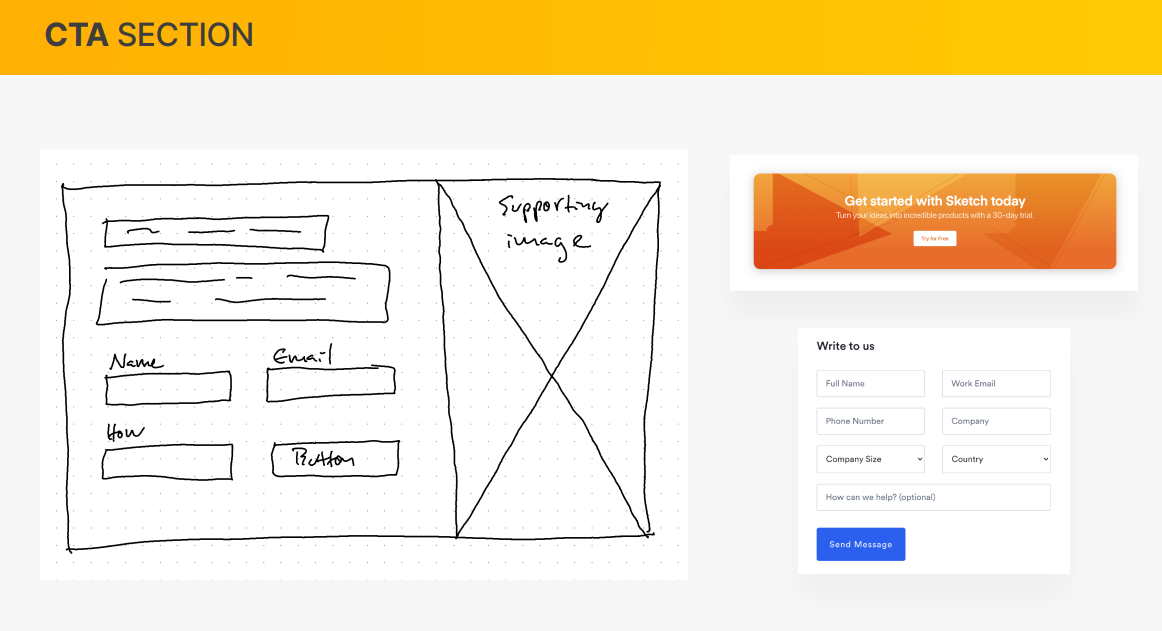 CTA SECTION
Supporting
image
Name
Email
How
Button
Get started with Sketch today
Turn your ideas into incredible products with a 30-day trial.
Try for Free
Write to us
Full Name
Work Email
Phone Number
Company
Company Size
Country
How can we help? (optional)
Send Message